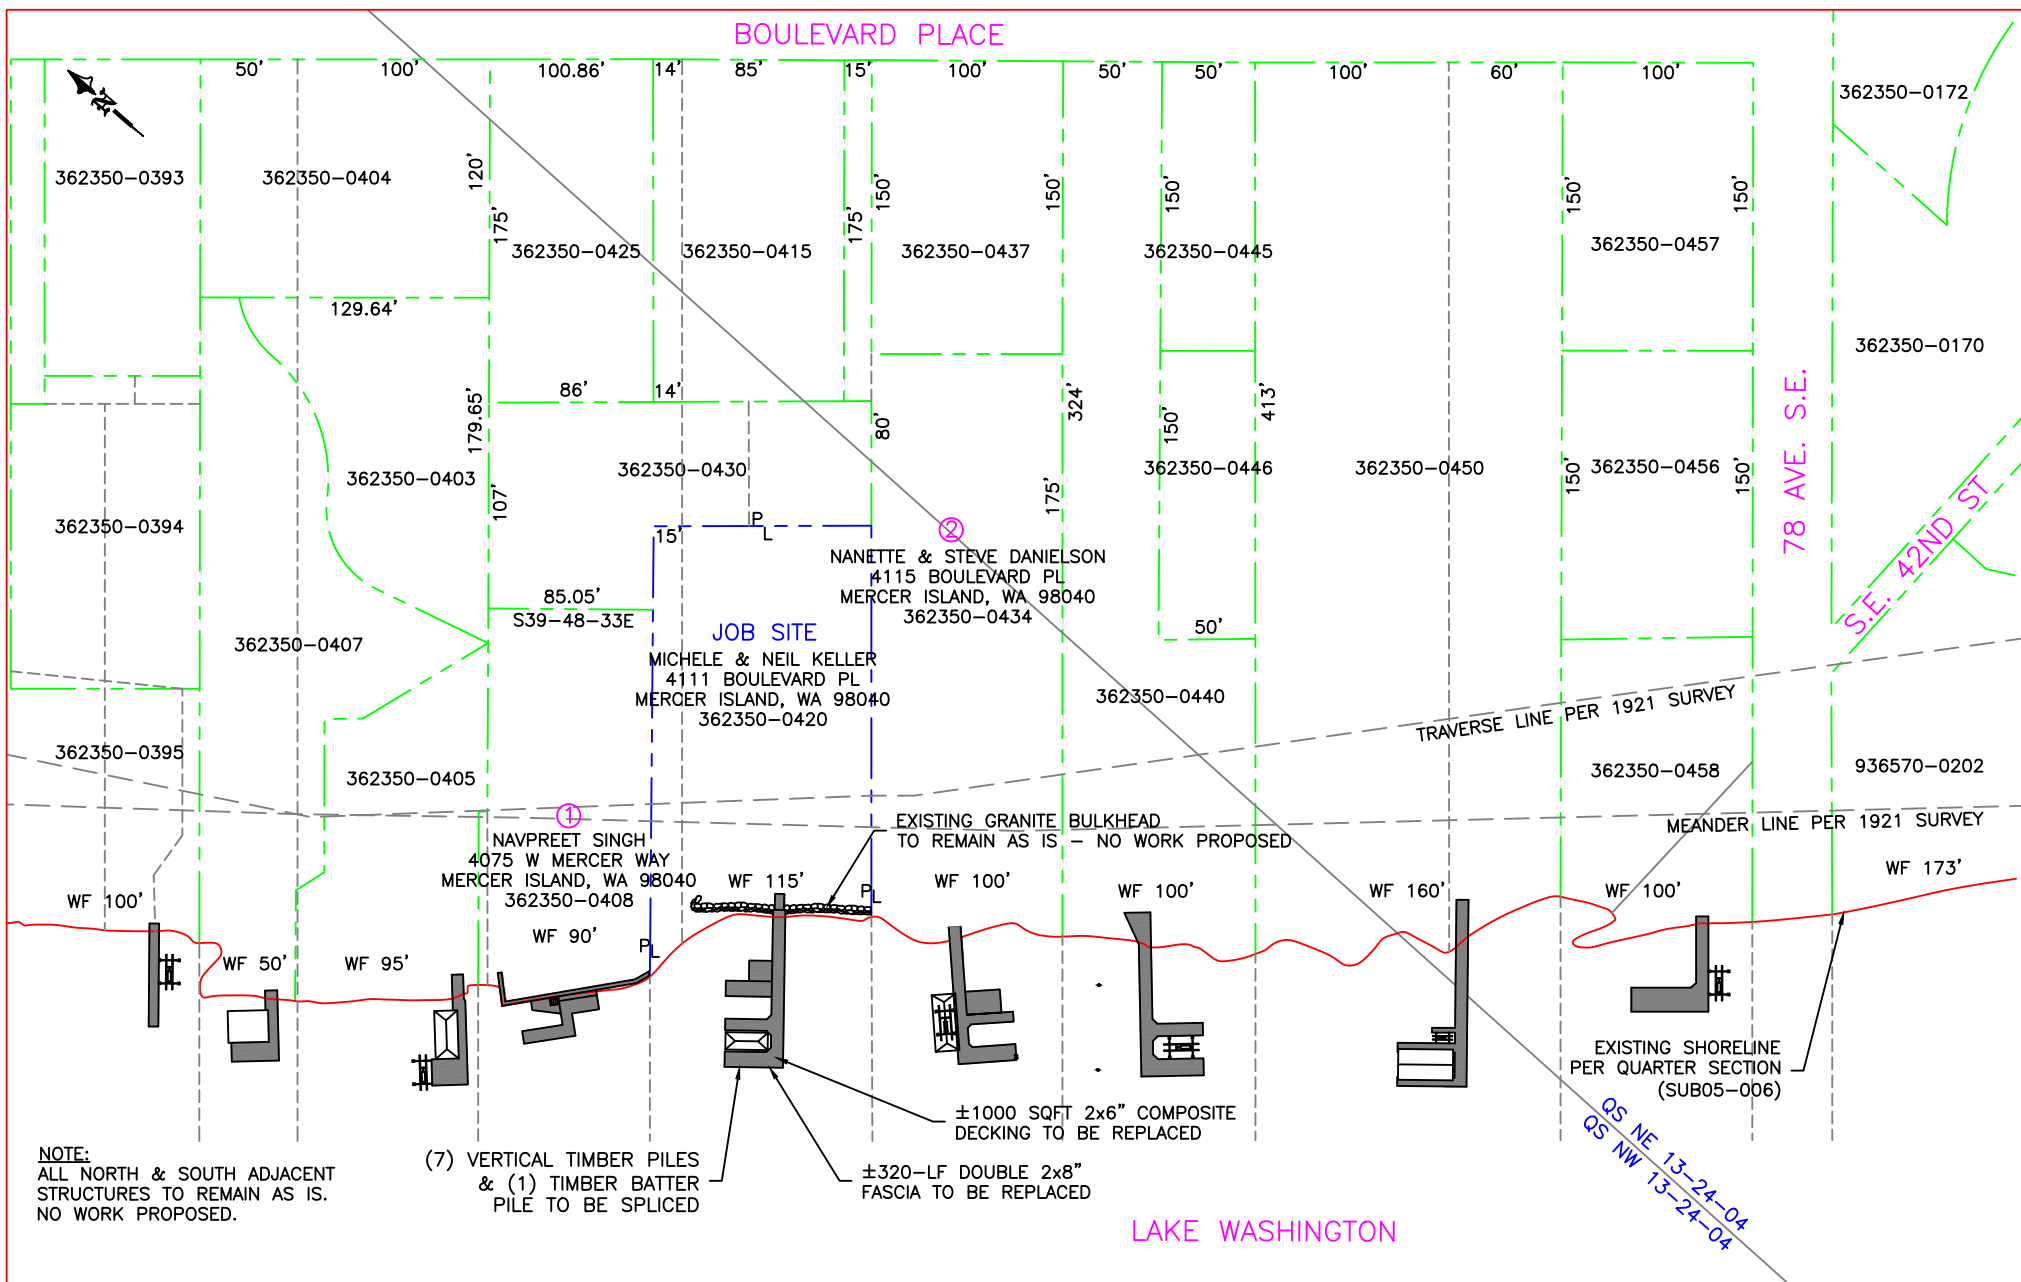 BOULEVARD PLACE
50'
100'
100.86'
14'
85'
15'
100'
50'
50'
100'
60'
100'
N
362350-0172
362350-0393
362350-0404
120'
175'
362350-0425
362350-0415
175'
150'
362350-0437
150'
150'
362350-0445
150'
362350-0457
150'
129.64'
362350-0170
86'
14'
179.65'
80'
324'
413'
78 AVE. S.E.
362350-0403
107'
362350-0430
175'
150'
362350-0446
362350-0450
150'
362350-0456
150'
362350-0394
15'
PL
2
NANETTE & STEVE DANIELSON
4115 BOULEVARD PL
MERCER ISLAND, WA 98040
362350-0434
S.E. 42ND ST
85.05'
S39-48-33E
50'
362350-0407
JOB SITE
MICHELE & NEIL KELLER
4111 BOULEVARD PL
MERCER ISLAND, WA 98040
362350-0420
362350-0440
TRAVERSE LINE PER 1921 SURVEY
362350-0395
362350-0405
362350-0458
936570-0202
1
NAVPREET SINGH
4075 W MERCER WAY
MERCER ISLAND, WA 98040
362350-0408
EXISTING GRANITE BULKHEAD
TO REMAIN AS IS - NO WORK PROPOSED
MEANDER LINE PER 1921 SURVEY
WF 100'
WF 50'
WF 95'
WF 90'
PL
WF 115'
PL
WF 100'
WF 100'
WF 160'
WF 100'
WF 173'
EXISTING SHORELINE
PER QUARTER SECTION
(SUB05-006)
±1000 SQFT 2x6" COMPOSITE
DECKING TO BE REPLACED
±320-LF DOUBLE 2x8"
FASCIA TO BE REPLACED
(7) VERTICAL TIMBER PILES
& (1) TIMBER BATTER
PILE TO BE SPLICED
QS NE 13-24-04
QS NW 13-24-04
NOTE:
ALL NORTH & SOUTH ADJACENT
STRUCTURES TO REMAIN AS IS.
NO WORK PROPOSED.
LAKE WASHINGTON